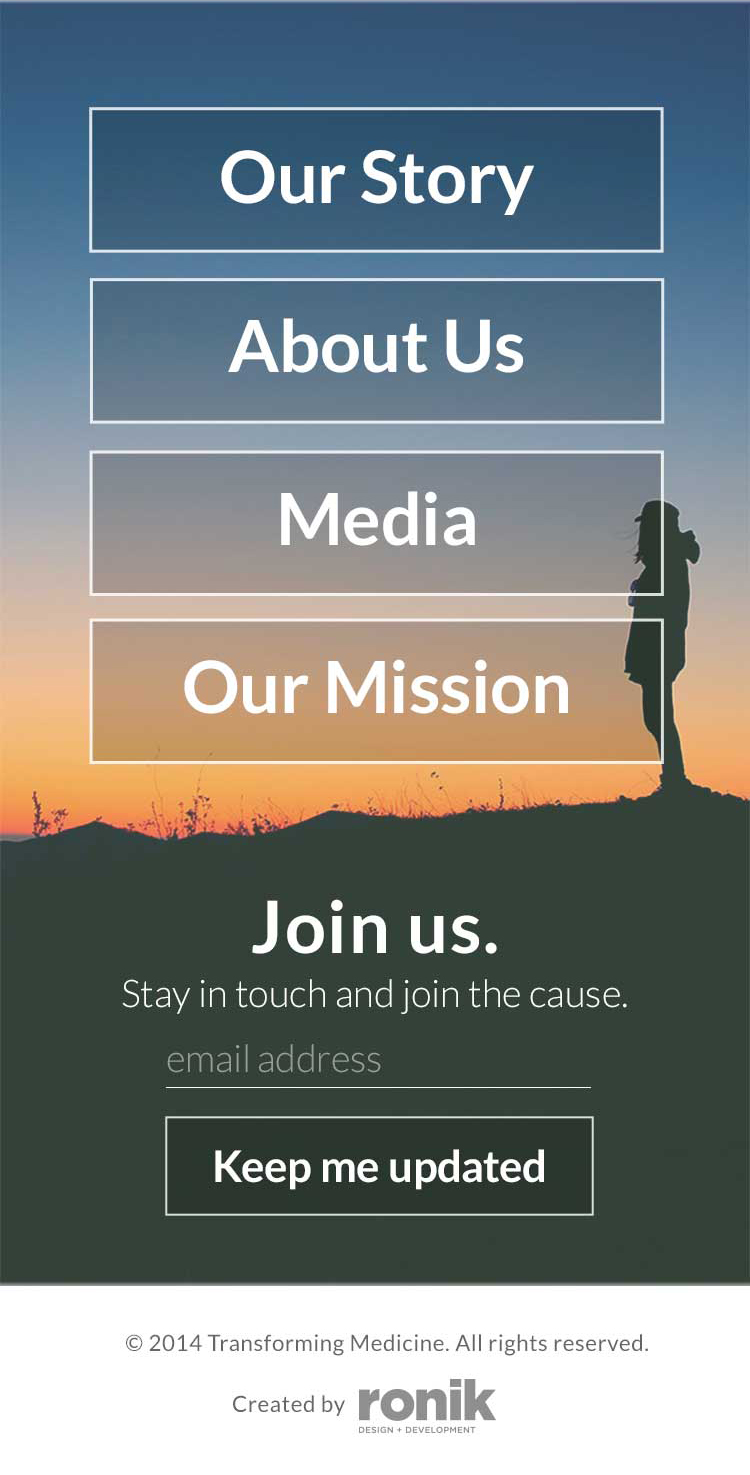 Our Story
About Us
Media
Our Mission
Join us.
Stay in touch and join the cause.
email address
Keep me updated
© 2014 Transforming Medicine. All rights reserved.
Created by ronik
DESIGN + DEVELOPMENT